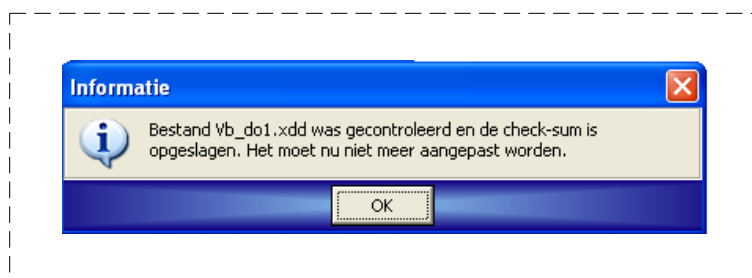 Informatie
Bestand Vb_do1.xdd was gecontroleerd en de check-sum is
opgeslagen. Het moet nu niet meer aangepast worden.
OK